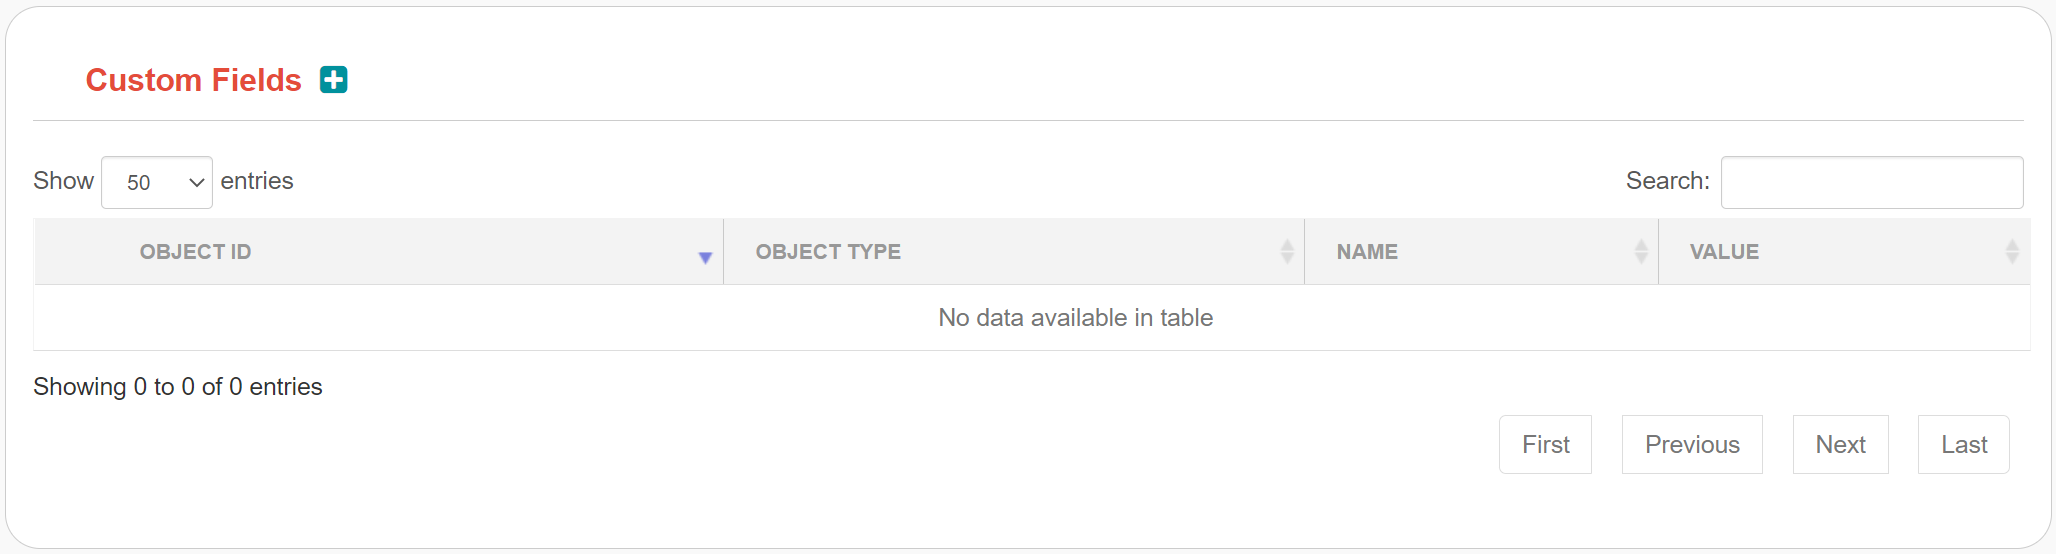 Custom Fields
Show 50 entries
Search:
OBJECT ID OBJECT TYPE NAME VALUE
No data available in table
Showing 0 to 0 of 0 entries
First Previous Next Last